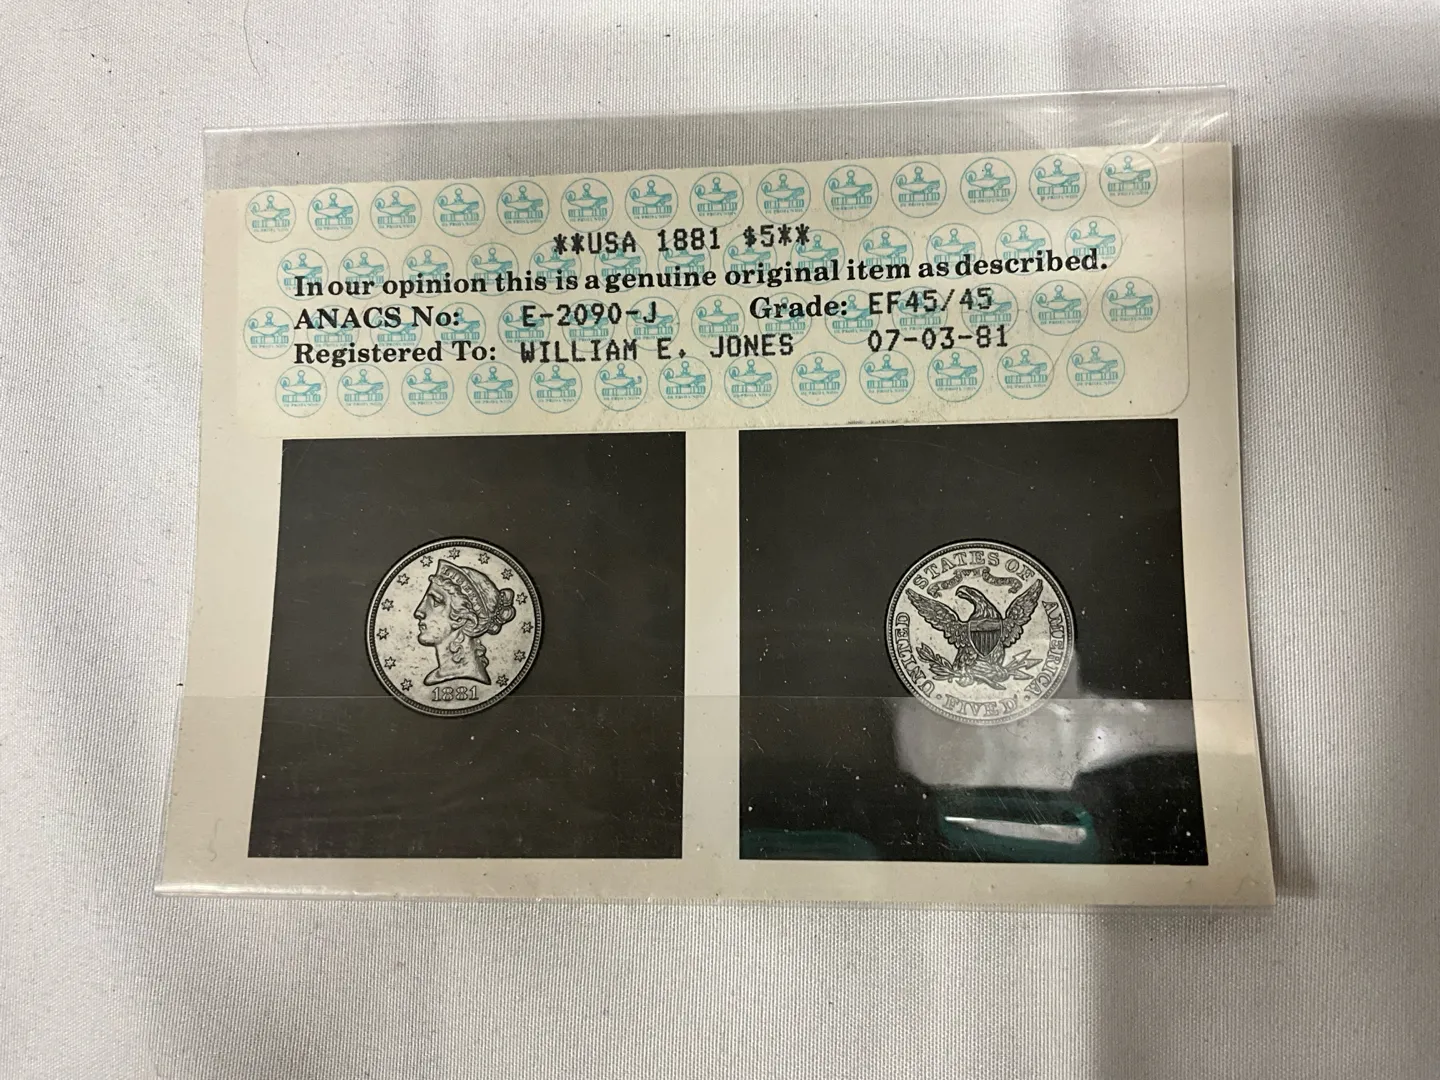 **USA 1881 $5**
In our opinion this is a genuine original item as described.
ANACS No: E-2090-J Grade: EF45/45
Registered To: WILLIAM E. JONES 07-03-81
1881
UNITED STATES OF AMERICA
FIVE D.